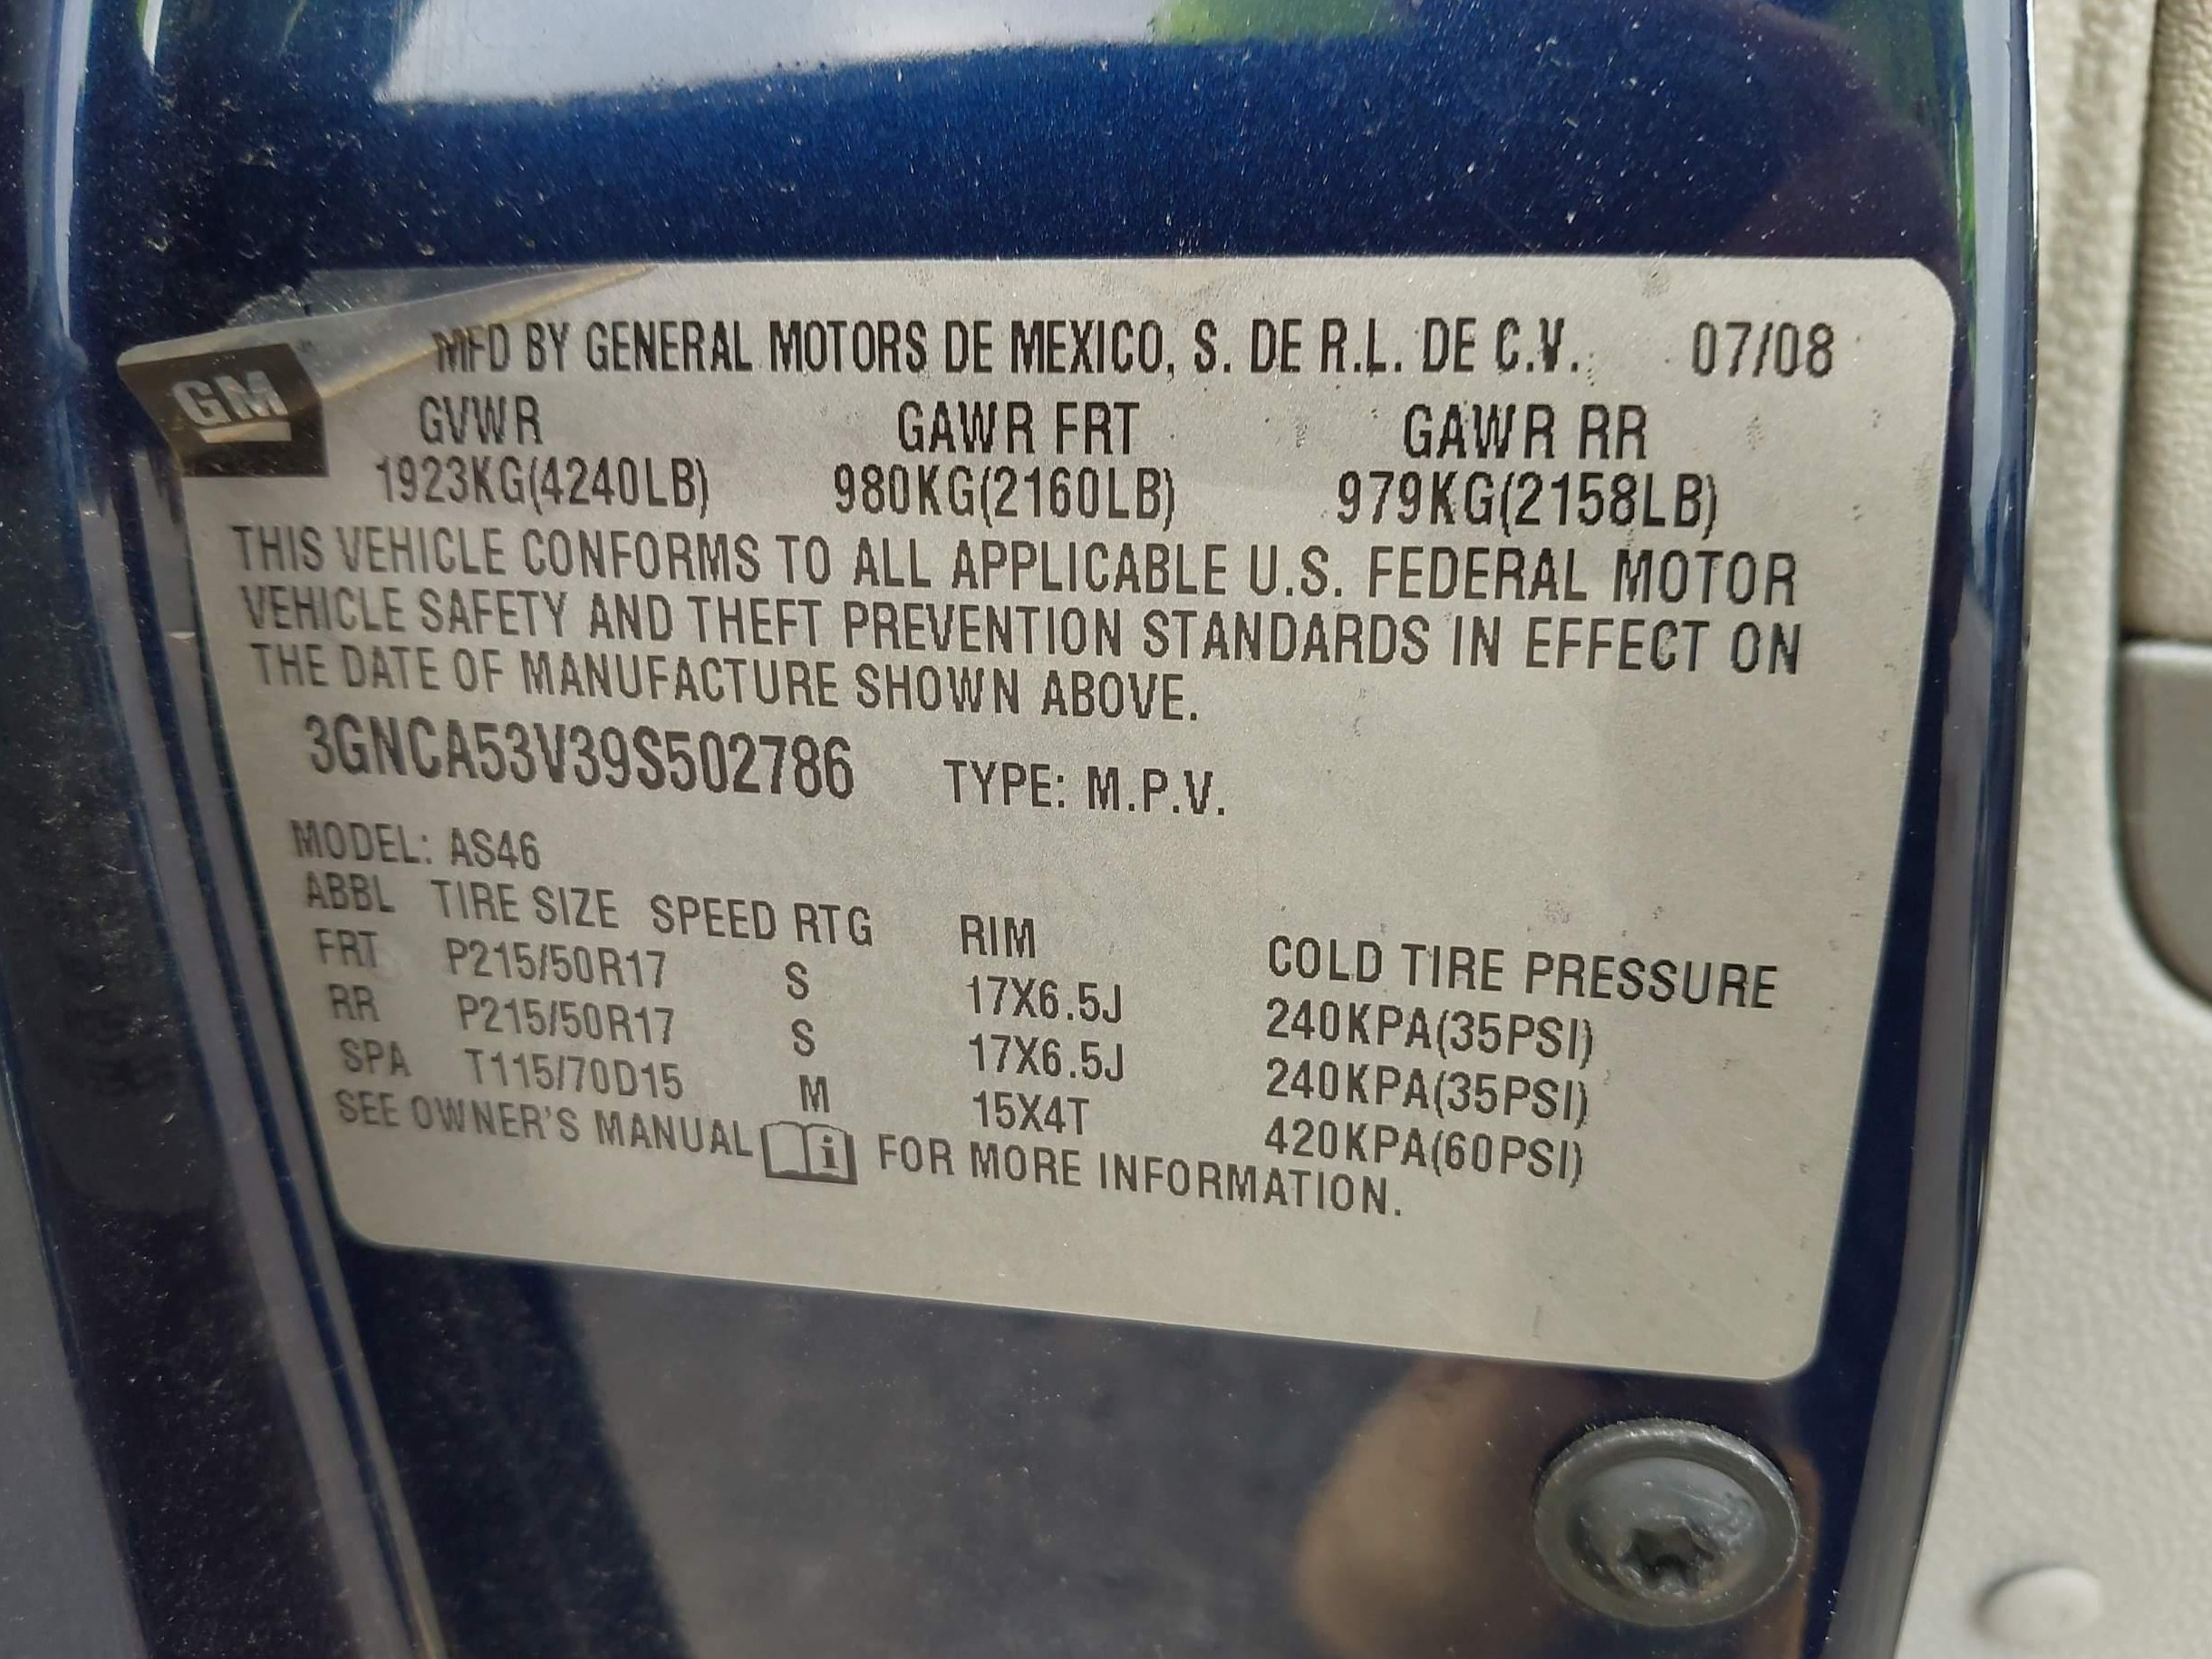 MFD BY GENERAL MOTORS DE MEXICO, S. DE R.L. DE C.V. 07/08
GM
GVWR GAWR FRT GAWR RR
1923KG(4240LB) 980KG(2160LB) 979KG(2158LB)
THIS VEHICLE CONFORMS TO ALL APPLICABLE U.S. FEDERAL MOTOR
VEHICLE SAFETY AND THEFT PREVENTION STANDARDS IN EFFECT ON
THE DATE OF MANUFACTURE SHOWN ABOVE.
3GNCA53V39S502786 TYPE: M.P.V.
MODEL: AS46
ABBL TIRE SIZE SPEED RTG RIM COLD TIRE PRESSURE
FRT P215/50R17 S 17X6.5J 240KPA(35PSI)
RR P215/50R17 S 17X6.5J 240KPA(35PSI)
SPA T115/70D15 M 15X4T 420KPA(60PSI)
SEE OWNER'S MANUAL i FOR MORE INFORMATION.